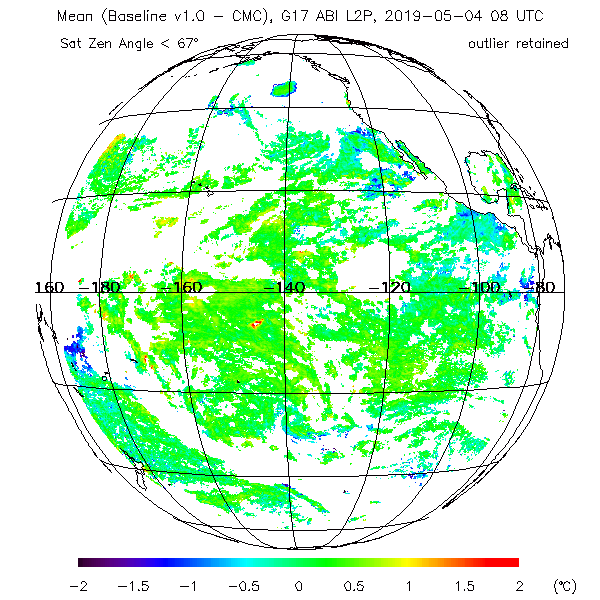 Mean (Baseline v1.0 - CMC), G17 ABI L2P, 2019-05-04 08 UTC
Sat Zen Angle < 67° outlier retained
160 -180 -160 -140 -120 -100 -80
-2 -1.5 -1 -0.5 0 0.5 1 1.5 2 (°C)